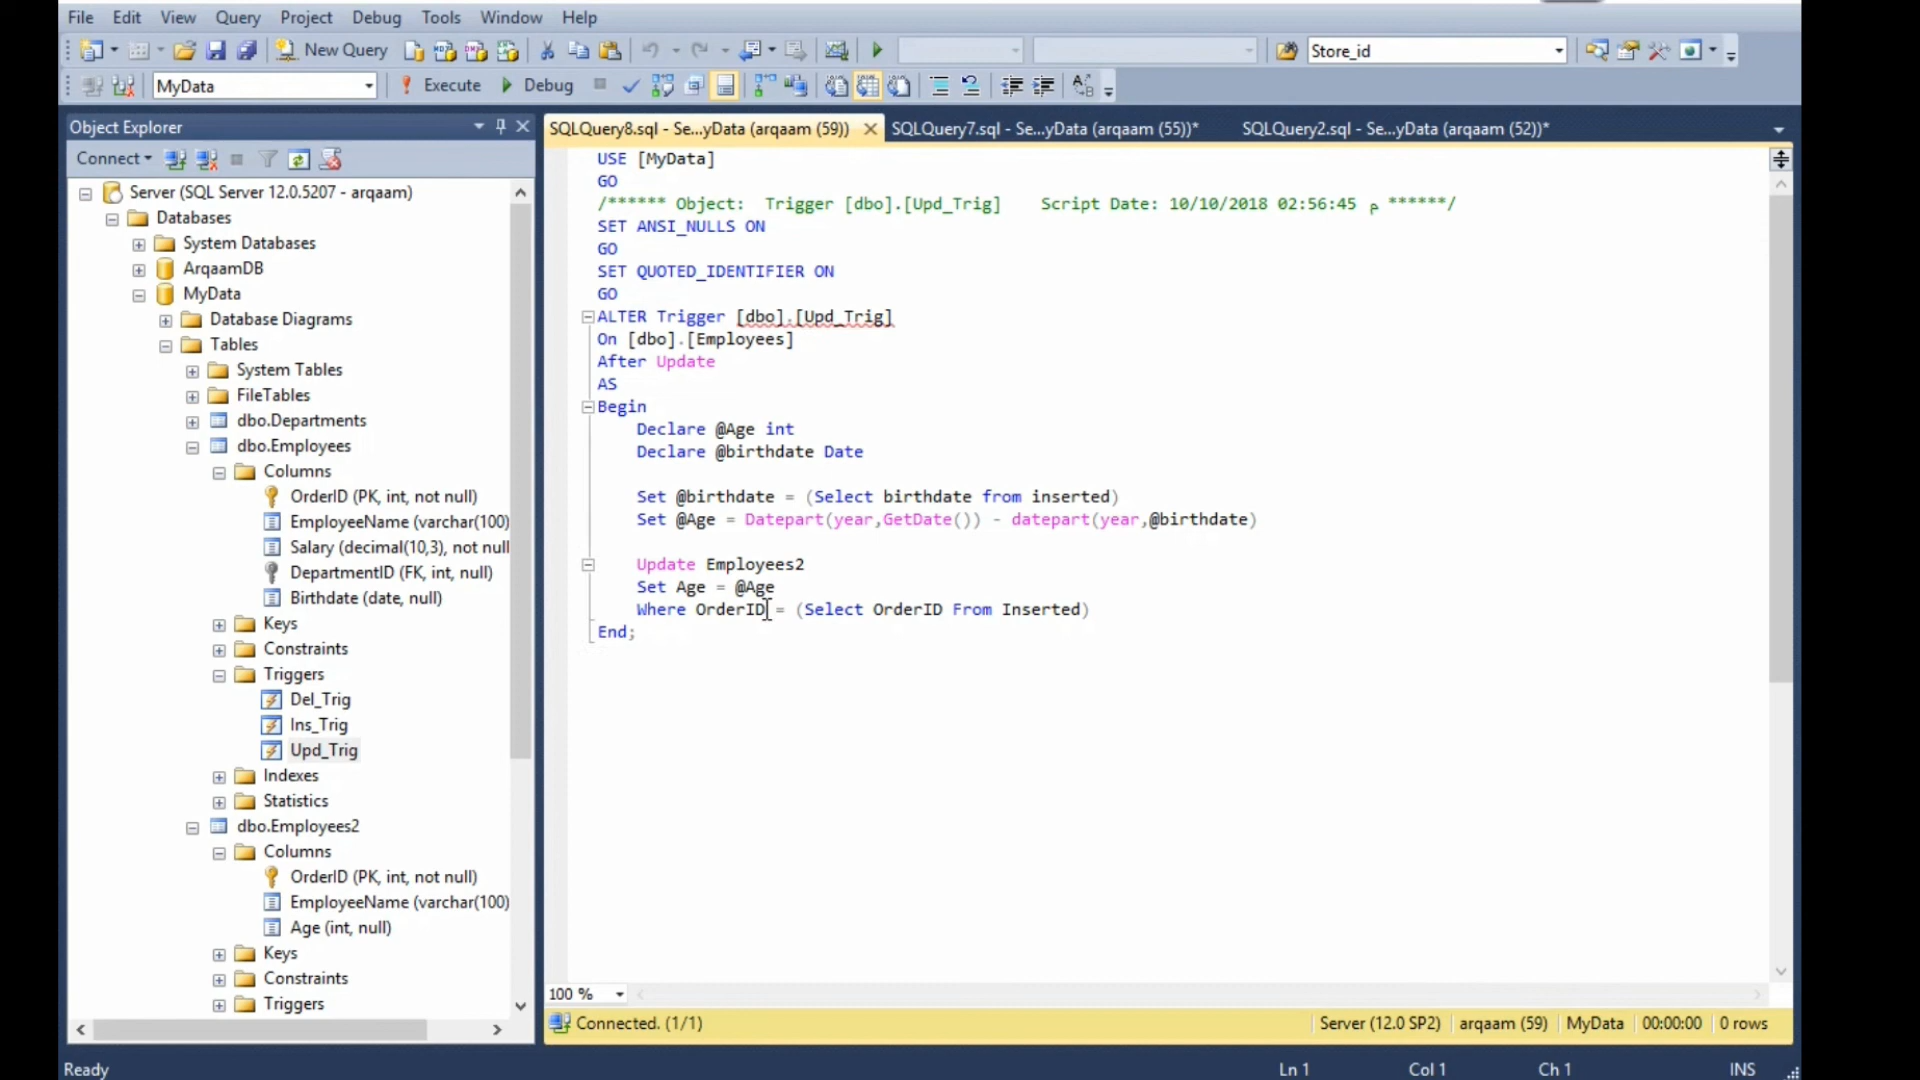 File Edit View Query Project Debug Tools Window Help
New Query
Store_id
MyData Execute Debug
Object Explorer
Connect
Server (SQL Server 12.0.5207 - arqaam)
Databases
System Databases
ArqaamDB
MyData
Database Diagrams
Tables
System Tables
FileTables
dbo.Departments
dbo.Employees
Columns
OrderID (PK, int, not null)
EmployeeName (varchar(100)
Salary (decimal(10,3), not null
DepartmentID (FK, int, null)
Birthdate (date, null)
Keys
Constraints
Triggers
Del_Trig
Ins_Trig
Upd_Trig
Indexes
Statistics
dbo.Employees2
Columns
OrderID (PK, int, not null)
EmployeeName (varchar(100)
Age (int, null)
Keys
Constraints
Triggers
SQLQuery8.sql - Se...yData (arqaam (59)) SQLQuery7.sql - Se...yData (arqaam (55))* SQLQuery2.sql - Se...yData (arqaam (52))*
USE [MyData]
GO
/****** Object:  Trigger [dbo].[Upd_Trig]    Script Date: 10/10/2018 02:56:45 م ******/
SET ANSI_NULLS ON
GO
SET QUOTED_IDENTIFIER ON
GO
ALTER Trigger [dbo].[Upd_Trig]
On [dbo].[Employees]
After Update
AS
Begin
Declare @Age int
Declare @birthdate Date
Set @birthdate = (Select birthdate from inserted)
Set @Age = Datepart(year,GetDate()) - datepart(year,@birthdate)
Update Employees2
Set Age = @Age
Where OrderID = (Select OrderID From Inserted)
End;
100 %
Connected. (1/1) Server (12.0 SP2) arqaam (59) MyData 00:00:00 0 rows
Ready Ln 1 Col 1 Ch 1 INS